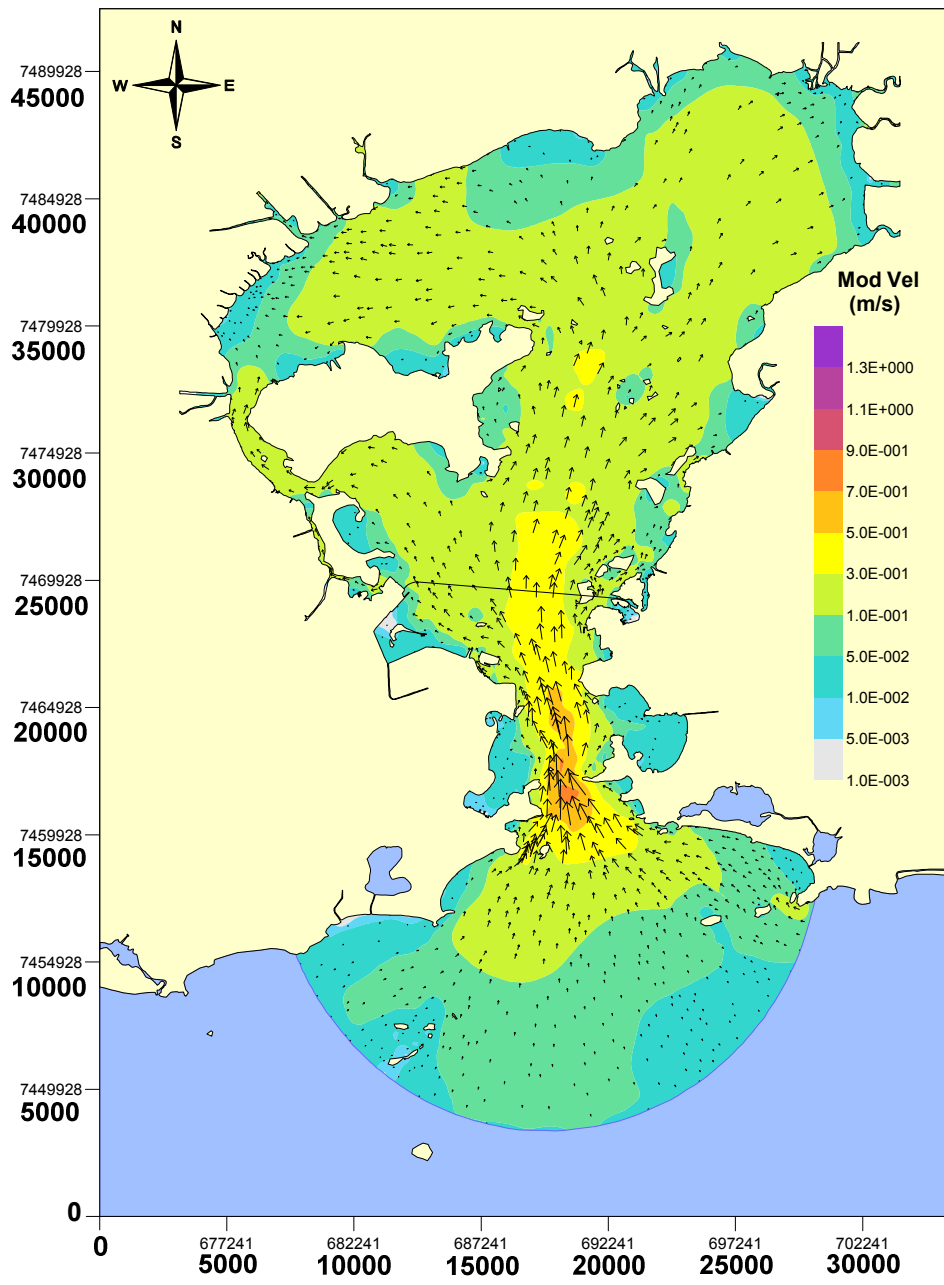 N
W E
S
7489928
45000
7484928
40000
7479928
35000
7474928
30000
7469928
25000
7464928
20000
7459928
15000
7454928
10000
7449928
5000
0
Mod Vel
(m/s)
1.3E+000
1.1E+000
9.0E-001
7.0E-001
5.0E-001
3.0E-001
1.0E-001
5.0E-002
1.0E-002
5.0E-003
1.0E-003
677241 682241 687241 692241 697241 702241
0 5000 10000 15000 20000 25000 30000